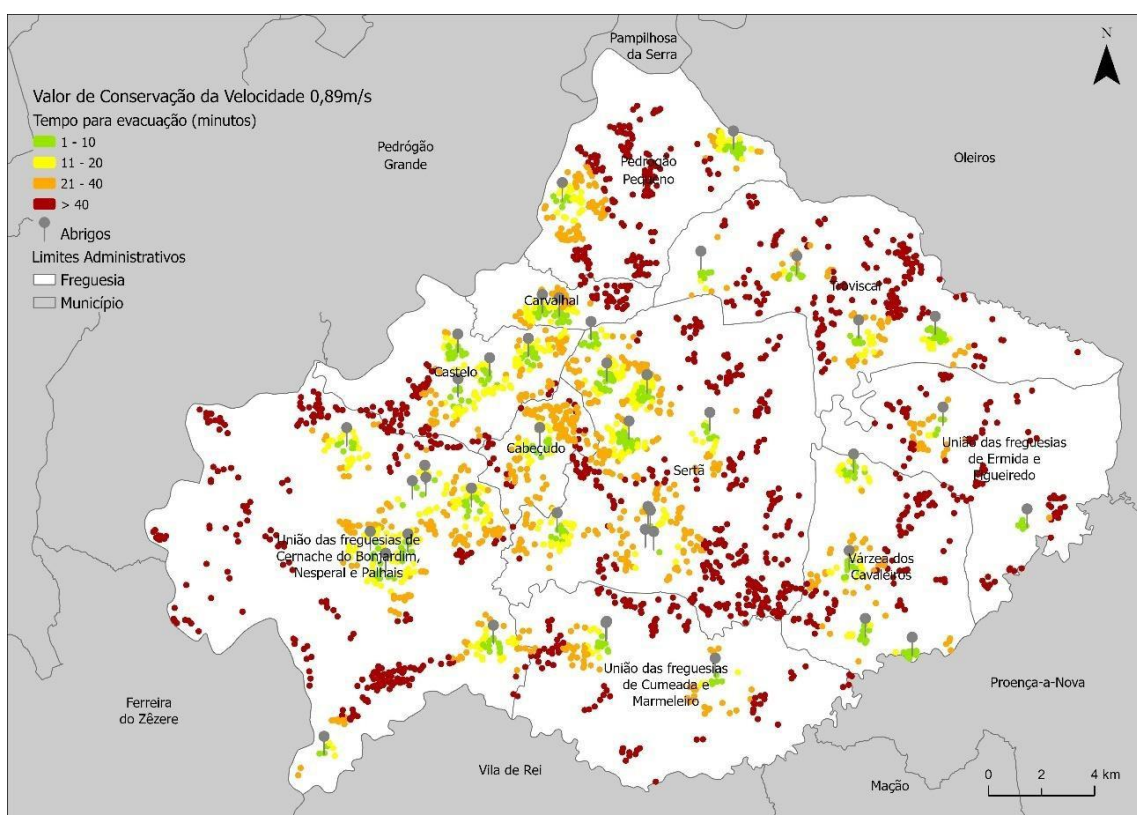 Pampilhosa
da Serra
N
Valor de Conservação da Velocidade 0,89m/s
Tempo para evacuação (minutos)
1 - 10
11 - 20
21 - 40
> 40
Abrigos
Limites Administrativos
Freguesia
Município
Pedrógão
Grande
Oleiros
Pedrógão
Pequeno
Carvalhal
Troviscal
Castelo
Cabeçudo
Sertã
União das freguesias
de Ermida e
Figueiredo
União das freguesias de
Cernache do Bonjardim,
Nesperal e Palhais
Várzea dos
Cavaleiros
União das freguesias
de Cumeada e
Marmeleiro
Ferreira
do Zêzere
Proença-a-Nova
Vila de Rei
Mação
0 2 4 km